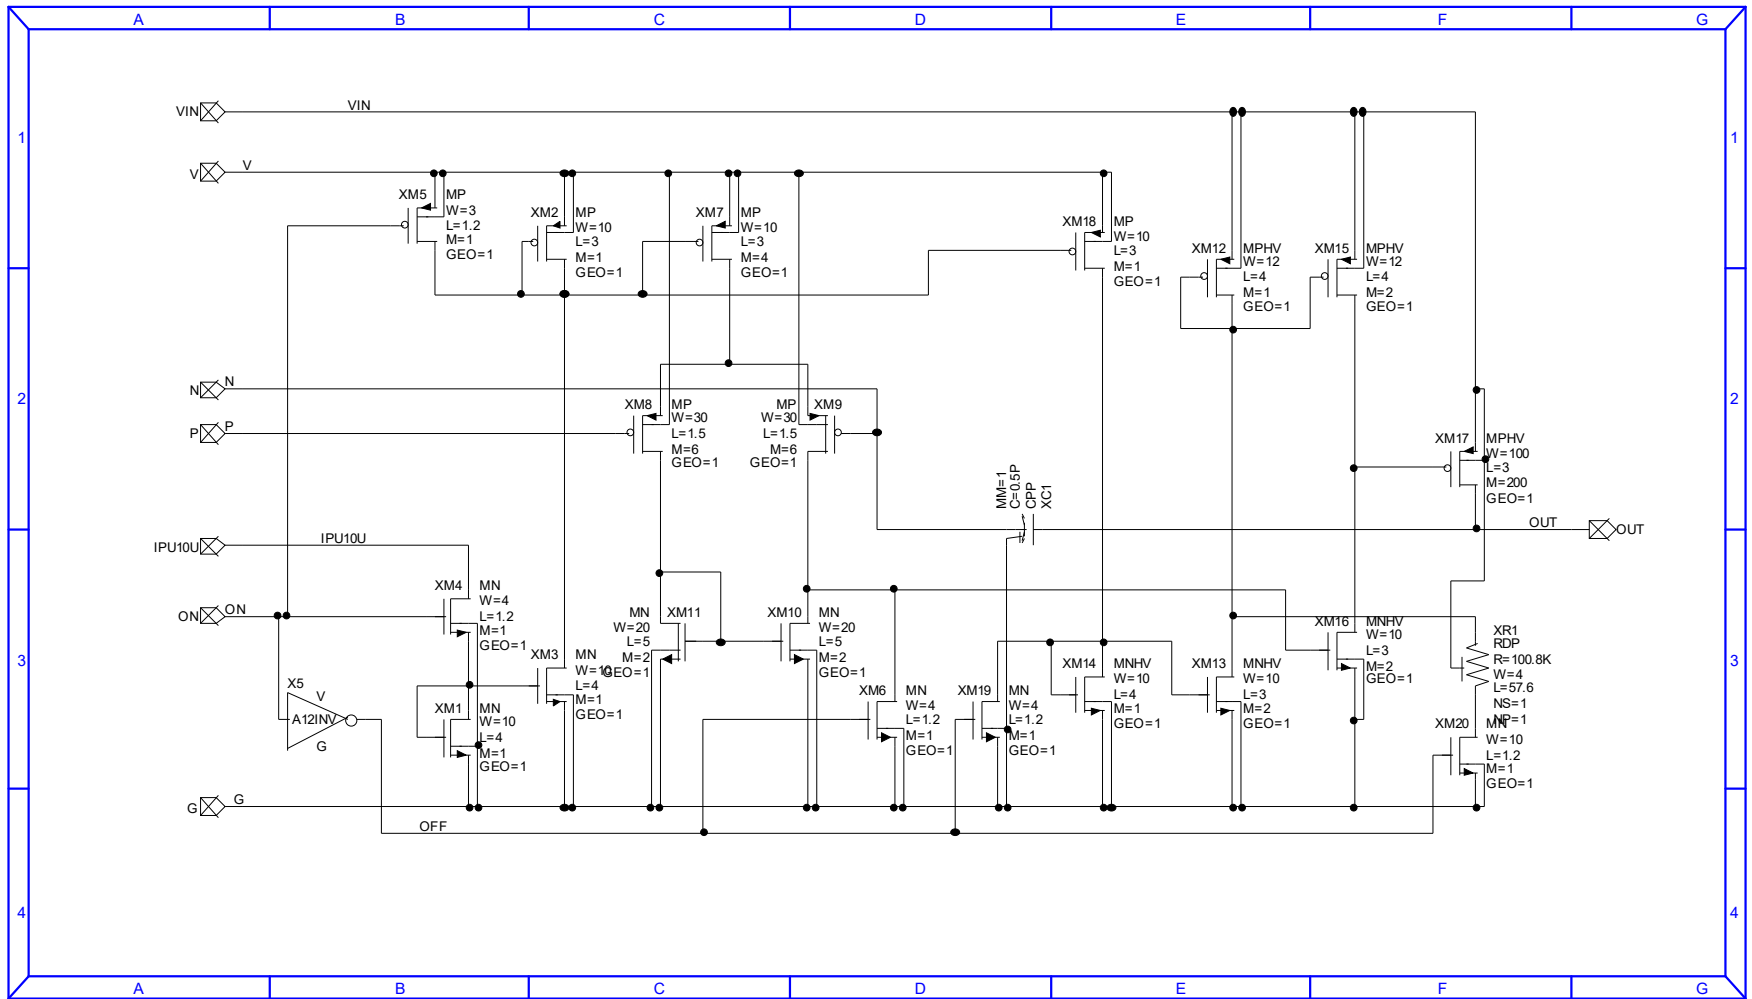 A B C D E F G
1
1
VIN
VIN
V
V
XM5
MP
W=3
L=1.2
M=1
GEO=1
XM2
MP
W=10
L=3
M=1
GEO=1
XM7
MP
W=10
L=3
M=4
GEO=1
XM18
MP
W=10
L=3
M=1
GEO=1
XM12
MPHV
W=12
L=4
M=1
GEO=1
XM15
MPHV
W=12
L=4
M=2
GEO=1
2
2
N
N
P
P
XM8
MP
W=30
L=1.5
M=6
GEO=1
MP
W=30
L=1.5
M=6
GEO=1
XM9
XM17
MPHV
W=100
L=3
M=200
GEO=1
MM=1
C=0.5P
CPP
XC1
OUT
OUT
IPU10U
IPU10U
XM4
MN
W=4
L=1.2
M=1
GEO=1
ON
ON
MN
W=20
L=5
M=2
GEO=1
XM11
XM10
MN
W=20
L=5
M=2
GEO=1
XM16
MNHV
W=10
L=3
M=2
GEO=1
3
3
XR1
RDP
R=100.8K
W=4
L=57.6
NS=1
NP=1
XM3
MN
W=10
L=4
M=1
GEO=1
X5
V
A12INV
G
XM1
MN
W=10
L=4
M=1
GEO=1
XM6
MN
W=4
L=1.2
M=1
GEO=1
XM19
MN
W=4
L=1.2
M=1
GEO=1
XM14
MNHV
W=10
L=4
M=1
GEO=1
XM13
MNHV
W=10
L=3
M=2
GEO=1
XM20
MN
W=10
L=1.2
M=1
GEO=1
G
G
OFF
4
4
A B C D E F G